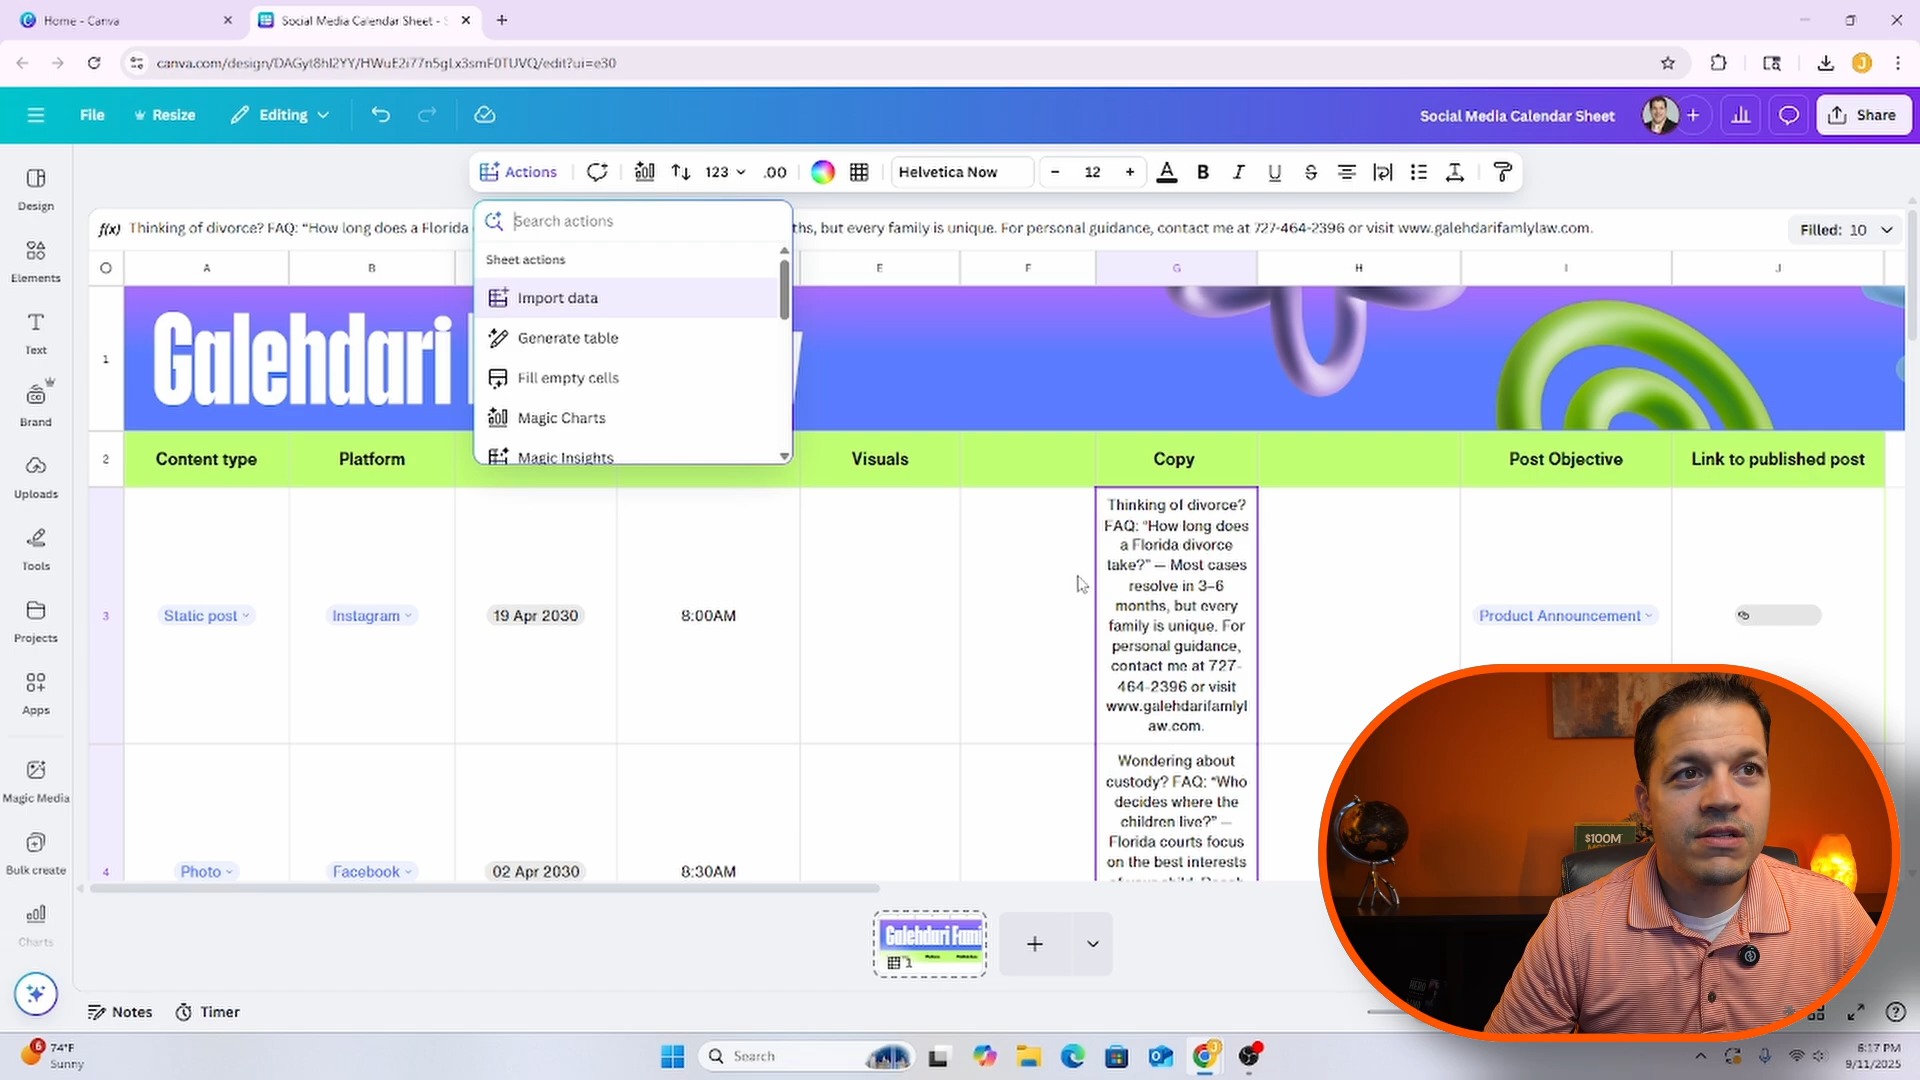 Home - Canva
Social Media Calendar Sheet - S
canva.com/design/DAGyt8hI2YY/HWuE2i77n5gLx3smF0TUVQ/edit?ui=e30
J
File
Resize
Editing
Social Media Calendar Sheet
Share
Actions
123
.00
Helvetica Now
12
Design
Elements
Text
Brand
Uploads
Tools
Projects
Apps
Magic Media
Bulk create
Charts
f(x)
Thinking of divorce? FAQ: “How long does a Florida
ths, but every family is unique. For personal guidance, contact me at 727-464-2396 or visit www.galehdarifamlylaw.com.
Filled: 10
Search actions
Sheet actions
Import data
Generate table
Fill empty cells
Magic Charts
Magic Insights
A
B
E
F
G
H
I
J
1
Galehdari
2
Content type
Platform
Visuals
Copy
Post Objective
Link to published post
3
Static post
Instagram
19 Apr 2030
8:00AM
Thinking of divorce?
FAQ: “How long does
a Florida divorce
take?” — Most cases
resolve in 3–6
months, but every
family is unique. For
personal guidance,
contact me at 727-
464-2396 or visit
www.galehdarifamlyl
aw.com.
Product Announcement
4
Photo
Facebook
02 Apr 2030
8:30AM
Wondering about
custody? FAQ: “Who
decides where the
children live?” —
Florida courts focus
on the best interests
$100M
Galehdari Fami
1
Notes
Timer
6
74°F
Sunny
Search
6:17 PM
9/11/2025